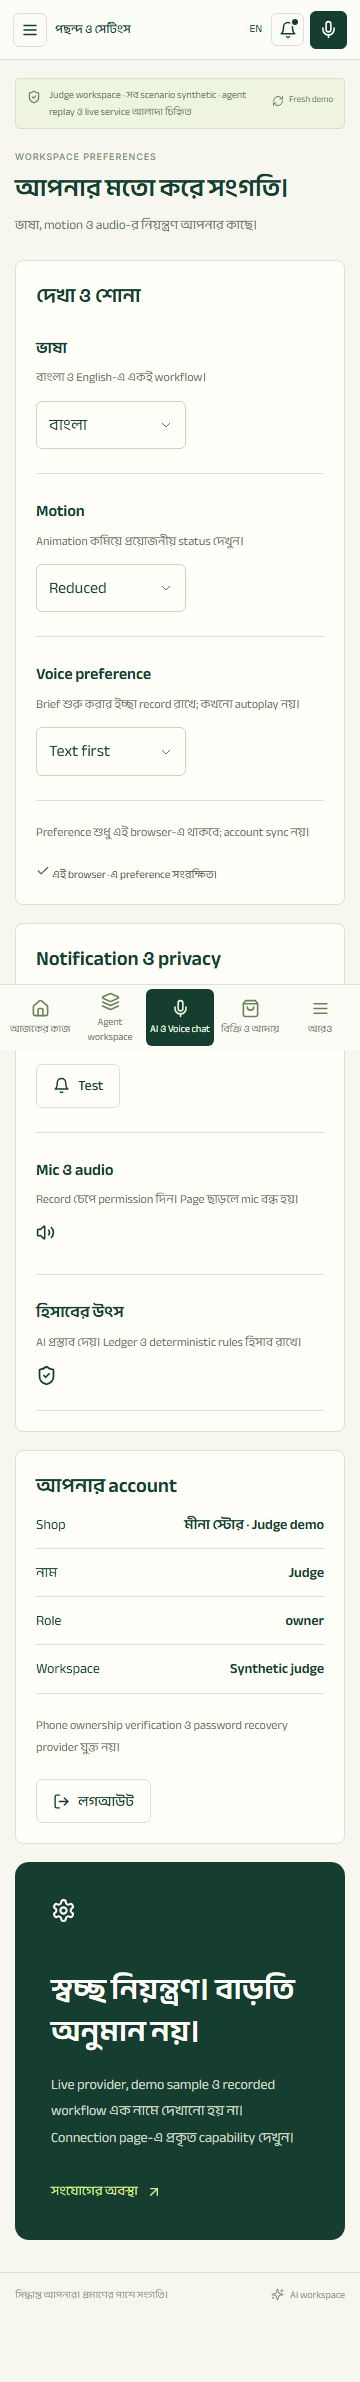 পছন্দ ও সেটিংস
EN
Judge workspace · সব scenario synthetic · agent
replay ও live service আলাদা চিহ্নিত
Fresh demo
WORKSPACE PREFERENCES
আপনার মতো করে সংগতি।
ভাষা, motion ও audio-র নিয়ন্ত্রণ আপনার কাছে।
দেখা ও শোনা
ভাষা
বাংলা ও English-এ একই workflow।
বাংলা
Motion
Animation কমিয়ে প্রয়োজনীয় status দেখুন।
Reduced
Voice preference
Brief শুরু করার ইচ্ছা record রাখে; কখনো autoplay নয়।
Text first
Preference শুধু এই browser-এ থাকবে; account sync নয়।
এই browser-এ preference সংরক্ষিত।
Notification ও privacy
আজকের কাজ
Agent
workspace
AI ও Voice chat
বিক্রি ও আদায়
আরও
Test
Mic ও audio
Record চেপে permission দিন। Page ছাড়লে mic বন্ধ হয়।
হিসাবের উৎস
AI প্রস্তাব দেয়। Ledger ও deterministic rules হিসাব রাখে।
আপনার account
Shop
মীনা স্টোর · Judge demo
নাম
Judge
Role
owner
Workspace
Synthetic judge
Phone ownership verification ও password recovery
provider যুক্ত নয়।
লগআউট
স্বচ্ছ নিয়ন্ত্রণ। বাড়তি
অনুমান নয়।
Live provider, demo sample ও recorded
workflow এক নামে দেখানো হয় না।
Connection page-এ প্রকৃত capability দেখুন।
সংযোগের অবস্থা
সিদ্ধান্ত আপনার। প্রমাণের পাশে সংগতি।
AI workspace